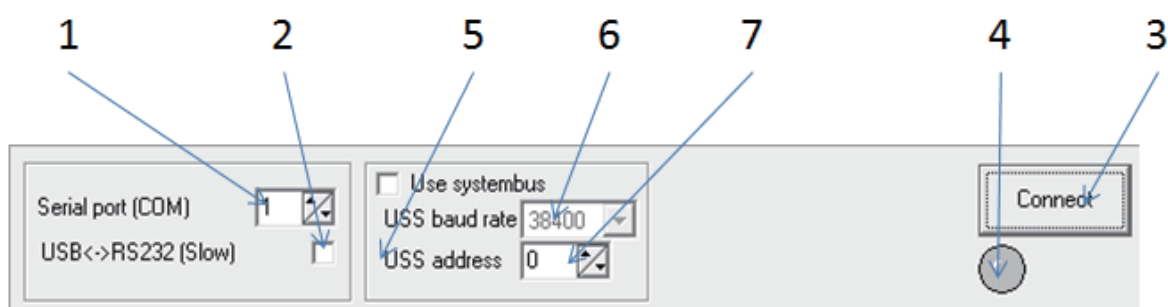 1 2 5 6 7 4 3
Serial port (COM) 1
USB<->RS232 (Slow)
Use systembus
USS baud rate 38400
USS address 0
Connect